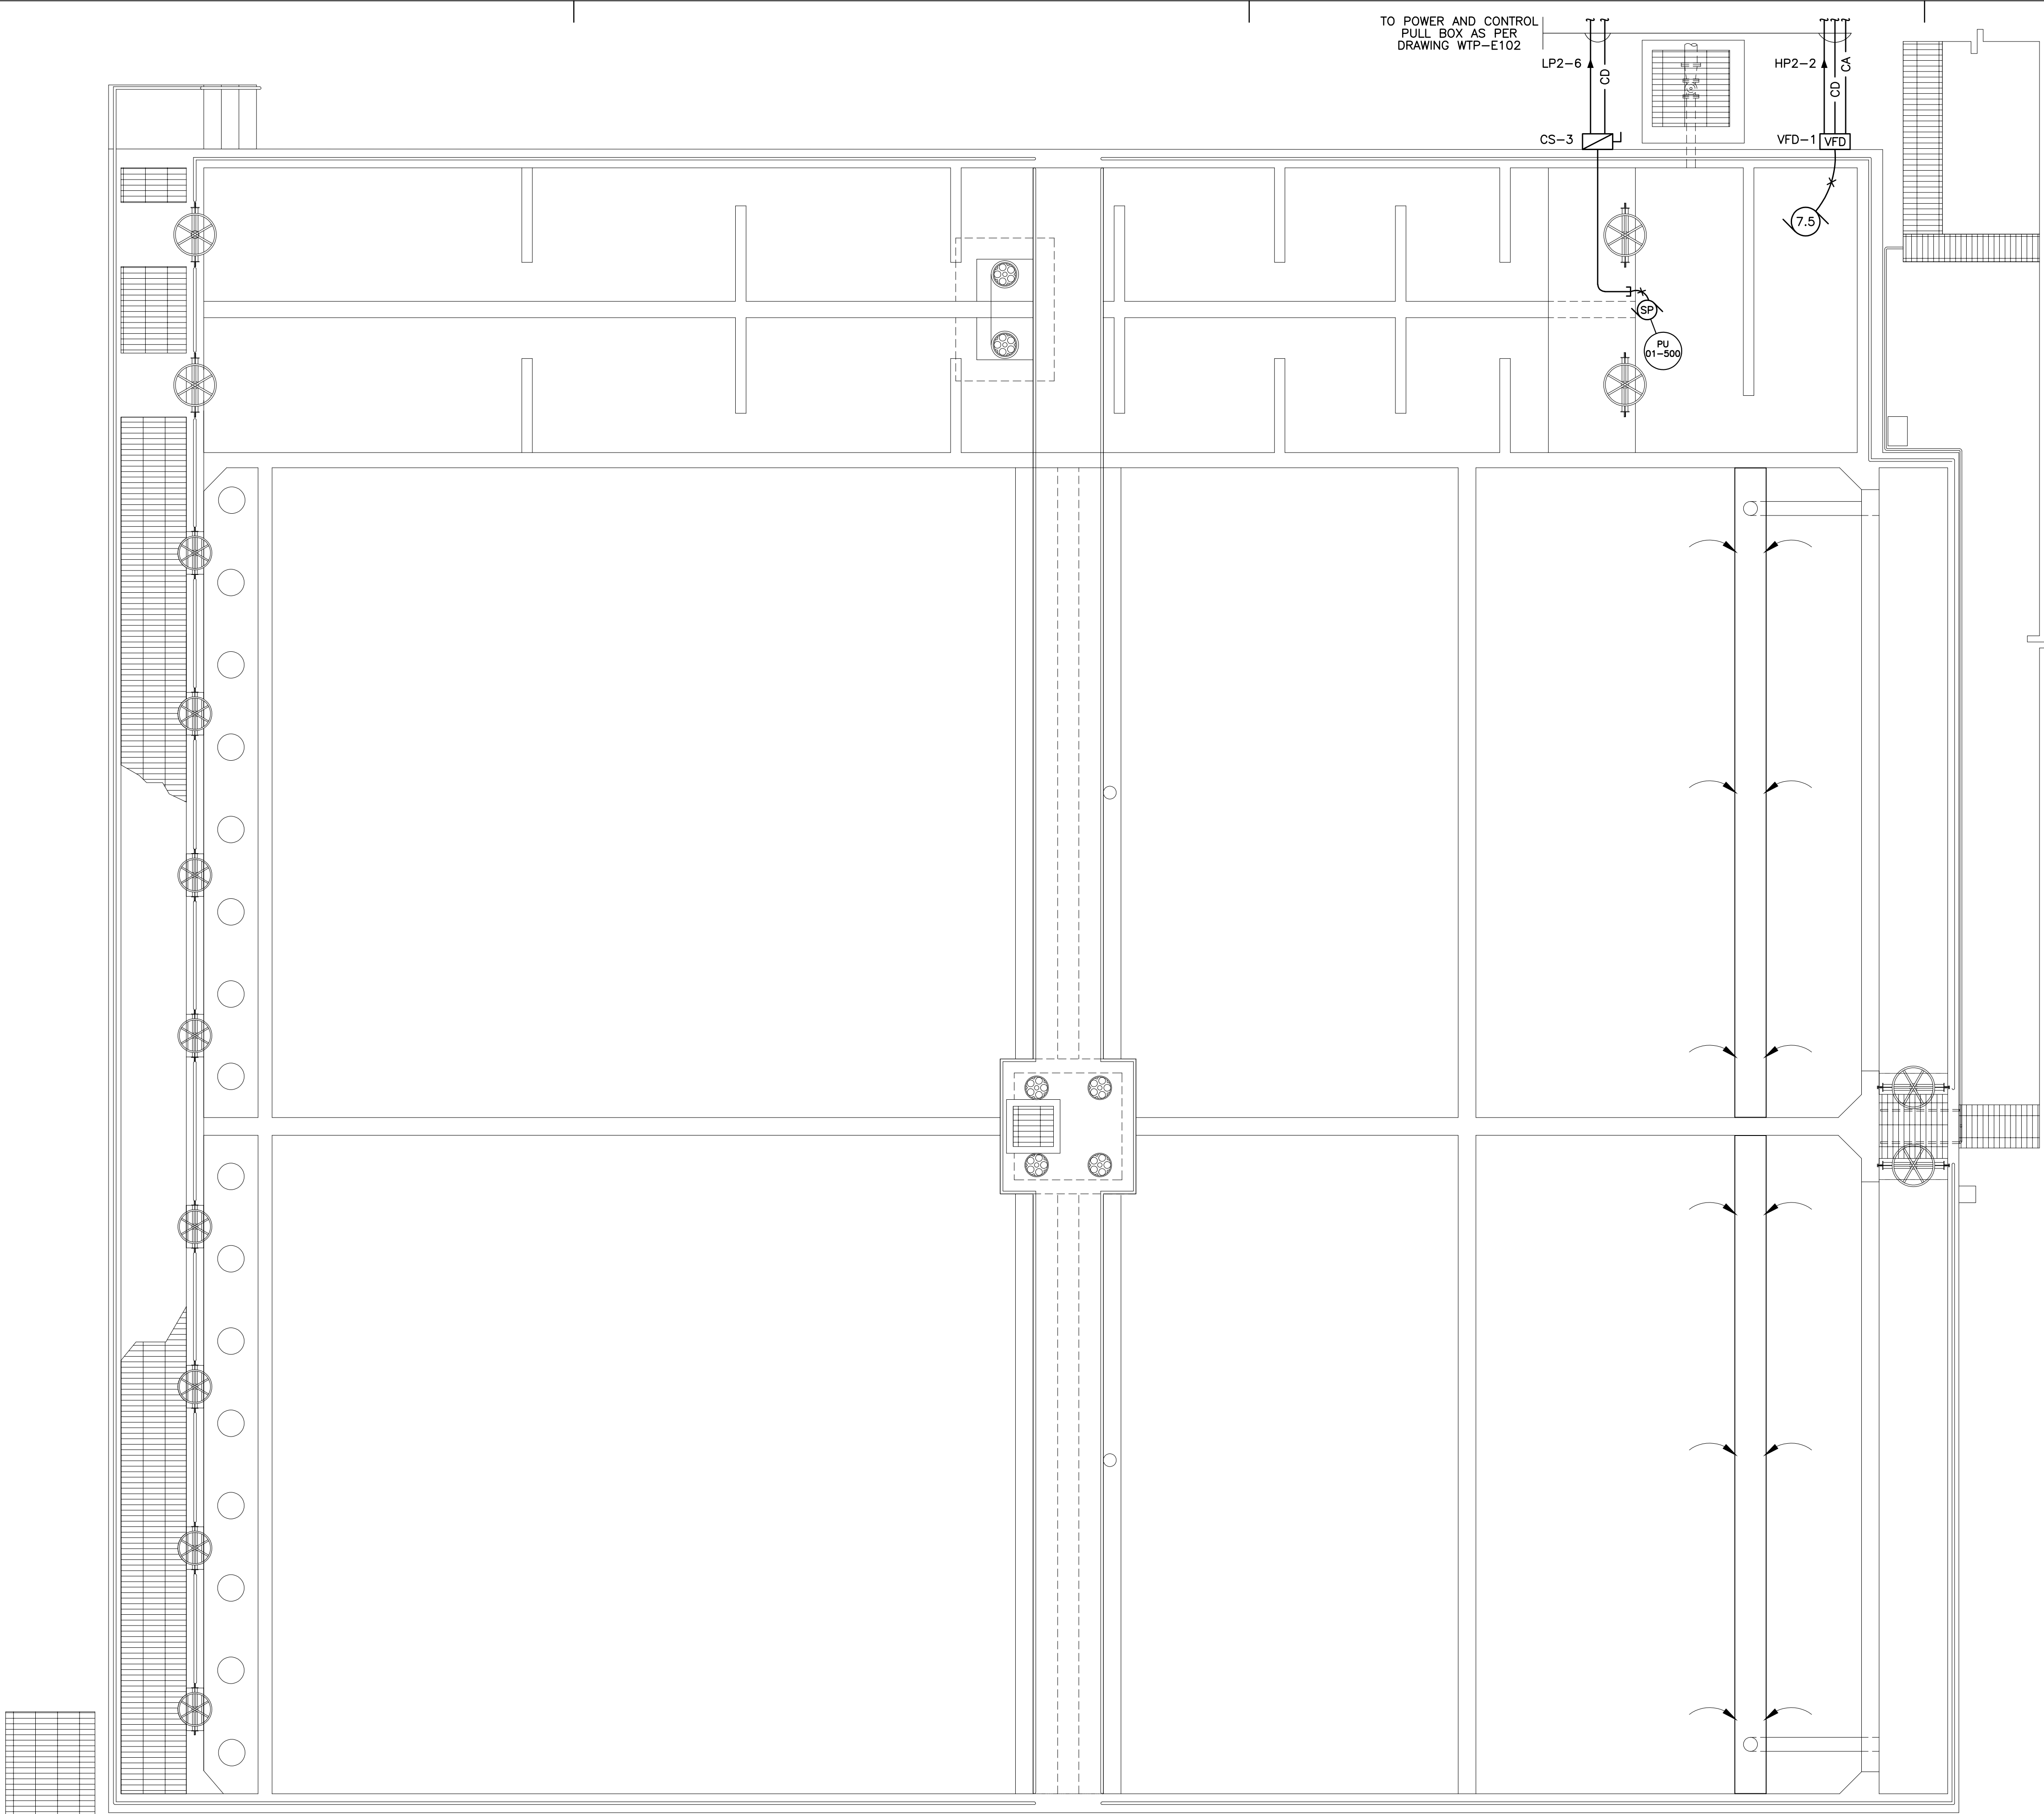 TO POWER AND CONTROL
PULL BOX AS PER
DRAWING WTP-E102
LP2-6
CD
HP2-2
CD
CA
CS-3
VFD-1
VFD
7.5
SP
PU
01-500